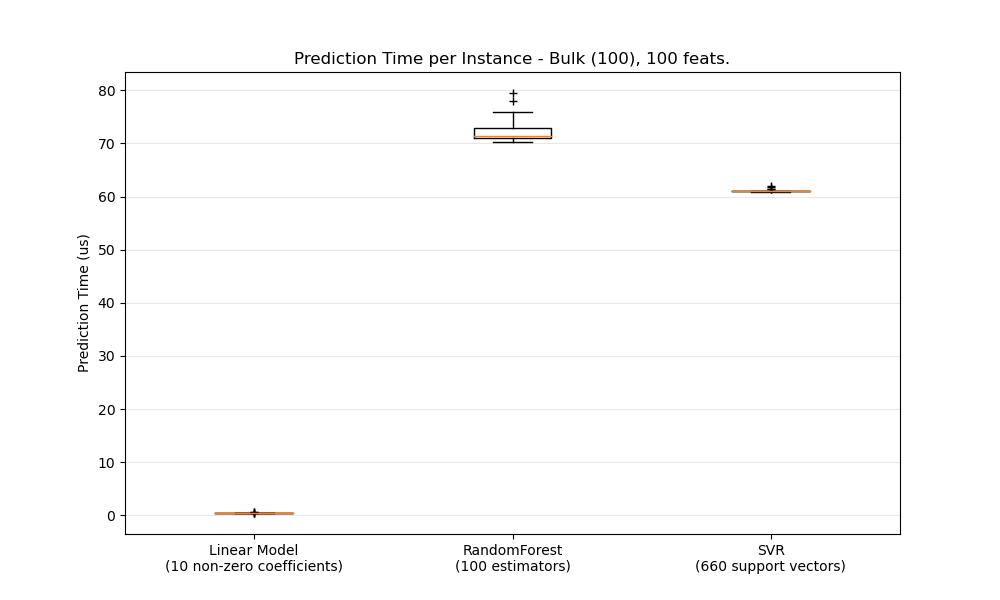 Prediction Time per Instance - Bulk (100), 100 feats.
80
70
60
50
40
30
20
10
0
Prediction Time (us)
Linear Model
(10 non-zero coefficients)
RandomForest
(100 estimators)
SVR
(660 support vectors)